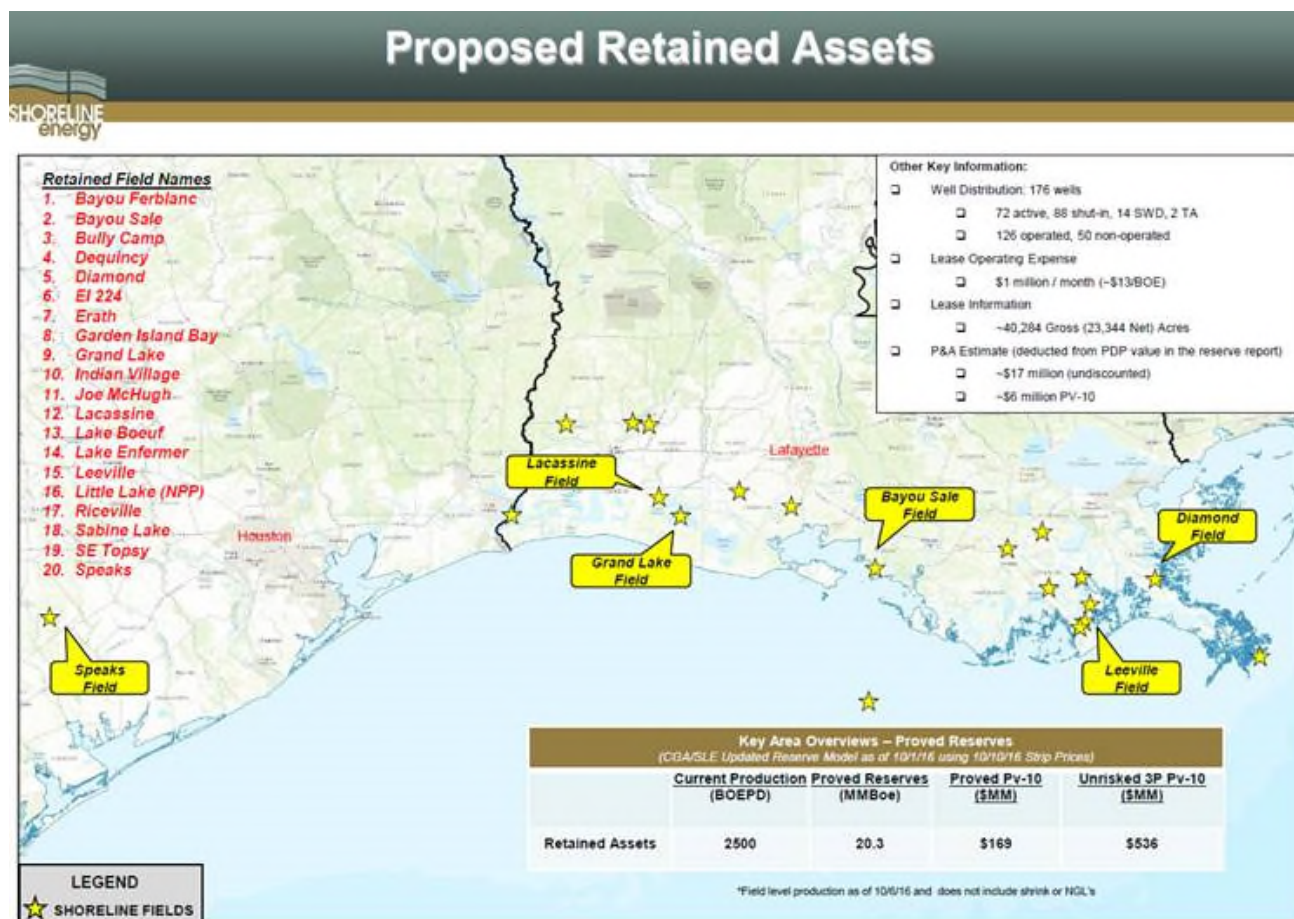 Proposed Retained Assets
SHORELINE
energy
Retained Field Names
1. Bayou Ferblanc
2. Bayou Sale
3. Bully Camp
4. Dequincy
5. Diamond
6. EI 224
7. Erath
8. Garden Island Bay
9. Grand Lake
10. Indian Village
11. Joe McHugh
12. Lacassine
13. Lake Boeuf
14. Lake Enfermer
15. Leeville
16. Little Lake (NPP)
17. Riceville
18. Sabine Lake
19. SE Topsy
20. Speaks
Other Key Information:
Well Distribution: 176 wells
72 active, 88 shut-in, 14 SWD, 2 TA
126 operated, 50 non-operated
Lease Operating Expense
$1 million / month (~$13/BOE)
Lease Information
~40,284 Gross (23,344 Net) Acres
P&A Estimate (deducted from PDP value in the reserve report)
~$17 million (undiscounted)
~$6 million PV-10
Lafayette
Lacassine
Field
Bayou Sale
Field
Diamond
Field
Houston
Grand Lake
Field
Speaks
Field
Leeville
Field
Key Area Overviews – Proved Reserves
(CGA/SLE Updated Reserve Model as of 10/1/16 using 10/10/16 Strip Prices)
Current Production Proved Reserves Proved Pv-10 Unrisked 3P Pv-10
(BOEPD) (MMBoe) ($MM) ($MM)
Retained Assets 2500 20.3 $169 $536
*Field level production as of 10/6/16 and does not include shrink or NGL's
LEGEND
SHORELINE FIELDS